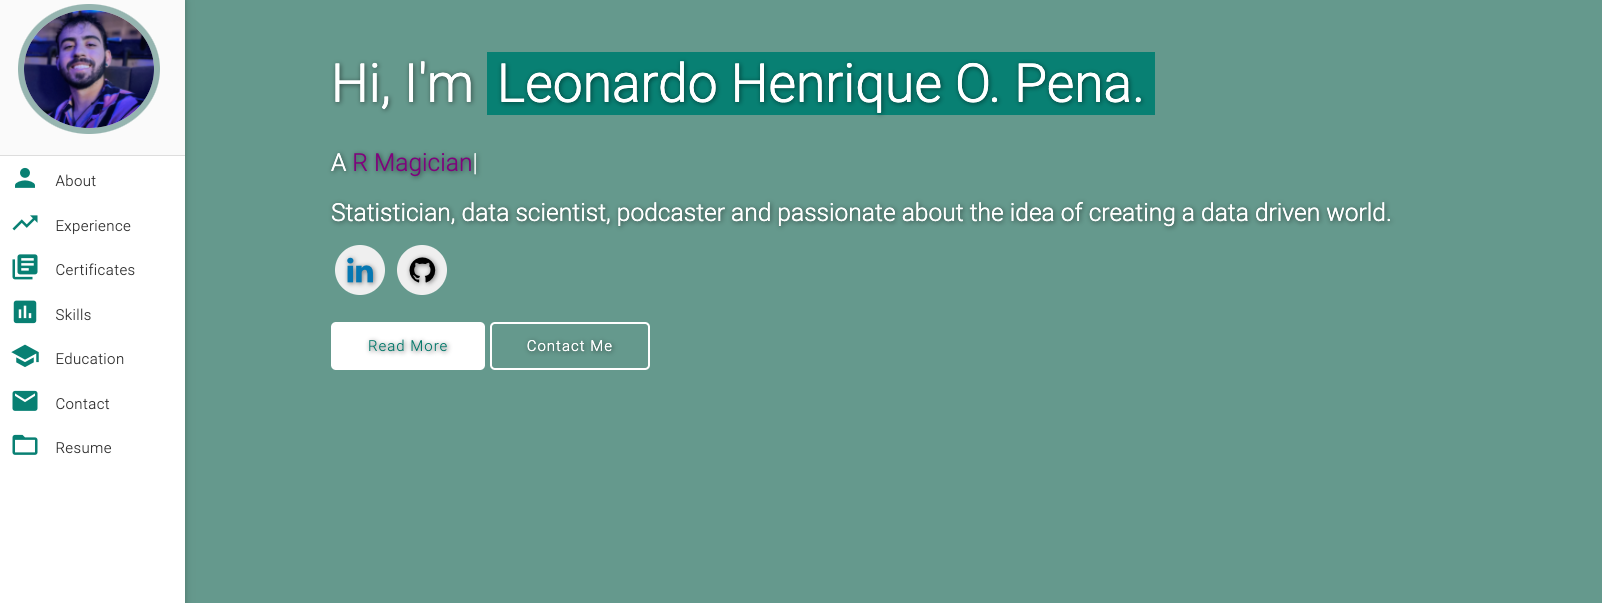 About
Experience
Certificates
Skills
Education
Contact
Resume
Hi, I'm Leonardo Henrique O. Pena.
A R Magician|
Statistician, data scientist, podcaster and passionate about the idea of creating a data driven world.
in
Read More
Contact Me